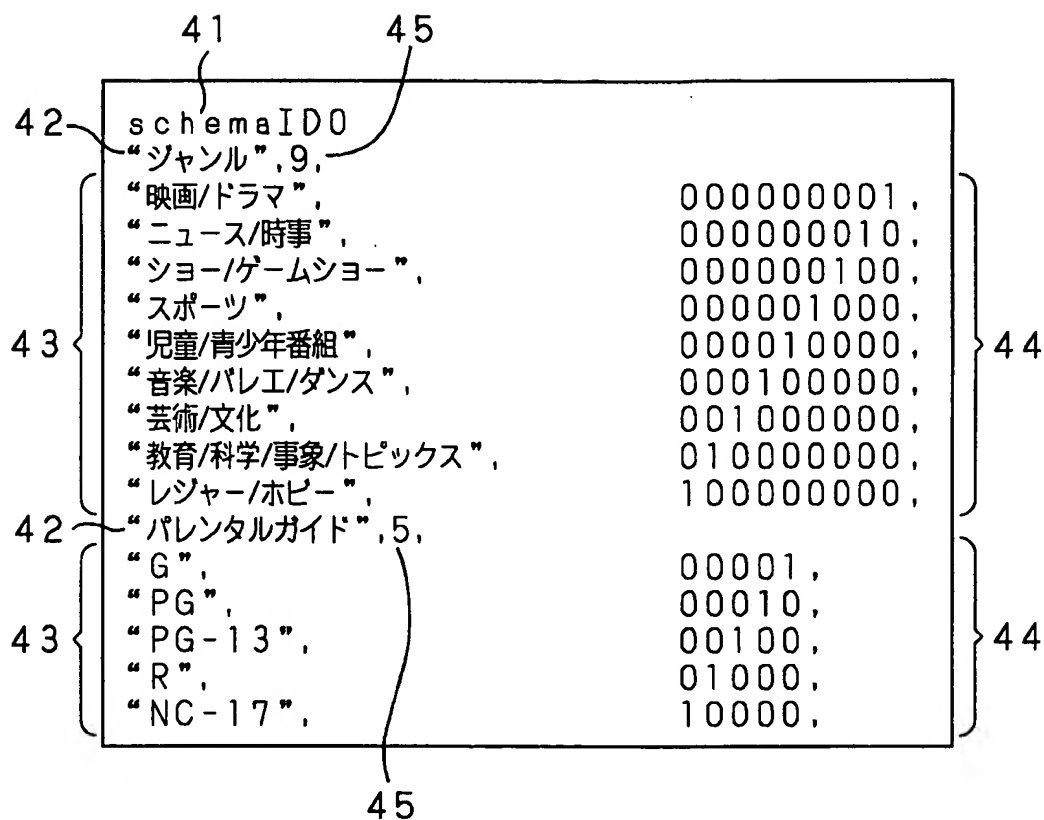 41 45
42 schemaID0
“ジャンル”,9,
“映画/ドラマ”, 000000001,
“ニュース/時事”, 000000010,
“ショー/ゲームショー”, 000000100,
“スポーツ”, 000001000,
43 “児童/青少年番組”, 000010000, 44
“音楽/バレエ/ダンス”, 000100000,
“芸術/文化”, 001000000,
“教育/科学/事象/トピックス”, 010000000,
“レジャー/ホビー”, 100000000,
42 “パレンタルガイド”,5,
“G”, 00001,
“PG”, 00010,
43 “PG-13”, 00100, 44
“R”, 01000,
“NC-17”, 10000,
45